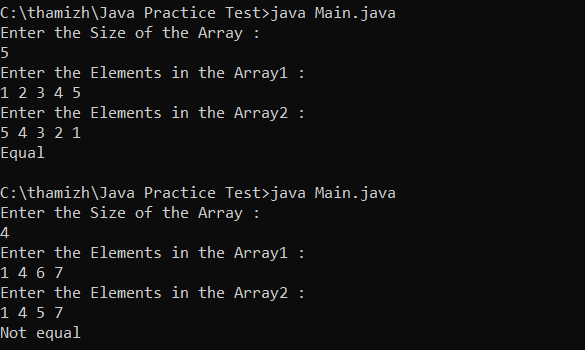 C:\thamizh\Java Practice Test>java Main.java
Enter the Size of the Array :
5
Enter the Elements in the Array1 :
1 2 3 4 5
Enter the Elements in the Array2 :
5 4 3 2 1
Equal
C:\thamizh\Java Practice Test>java Main.java
Enter the Size of the Array :
4
Enter the Elements in the Array1 :
1 4 6 7
Enter the Elements in the Array2 :
1 4 5 7
Not equal